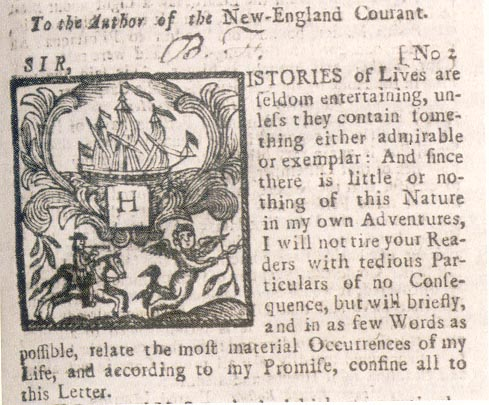 To the Author of the New-England Courant.
SIR, [No 2
HISTORIES of Lives are
ſeldom entertaining, un-
leſs they contain ſome-
thing either admirable
or exemplar: And ſince
there is little or no-
thing of this Nature
in my own Adventures,
I will not tire your Rea-
ders with tedious Par-
ticulars of no Conſe-
quence, but will briefly,
and in as few Words as
poſſible, relate the moſt material Occurrences of my
Life, and according to my Promiſe, confine all to
this Letter.